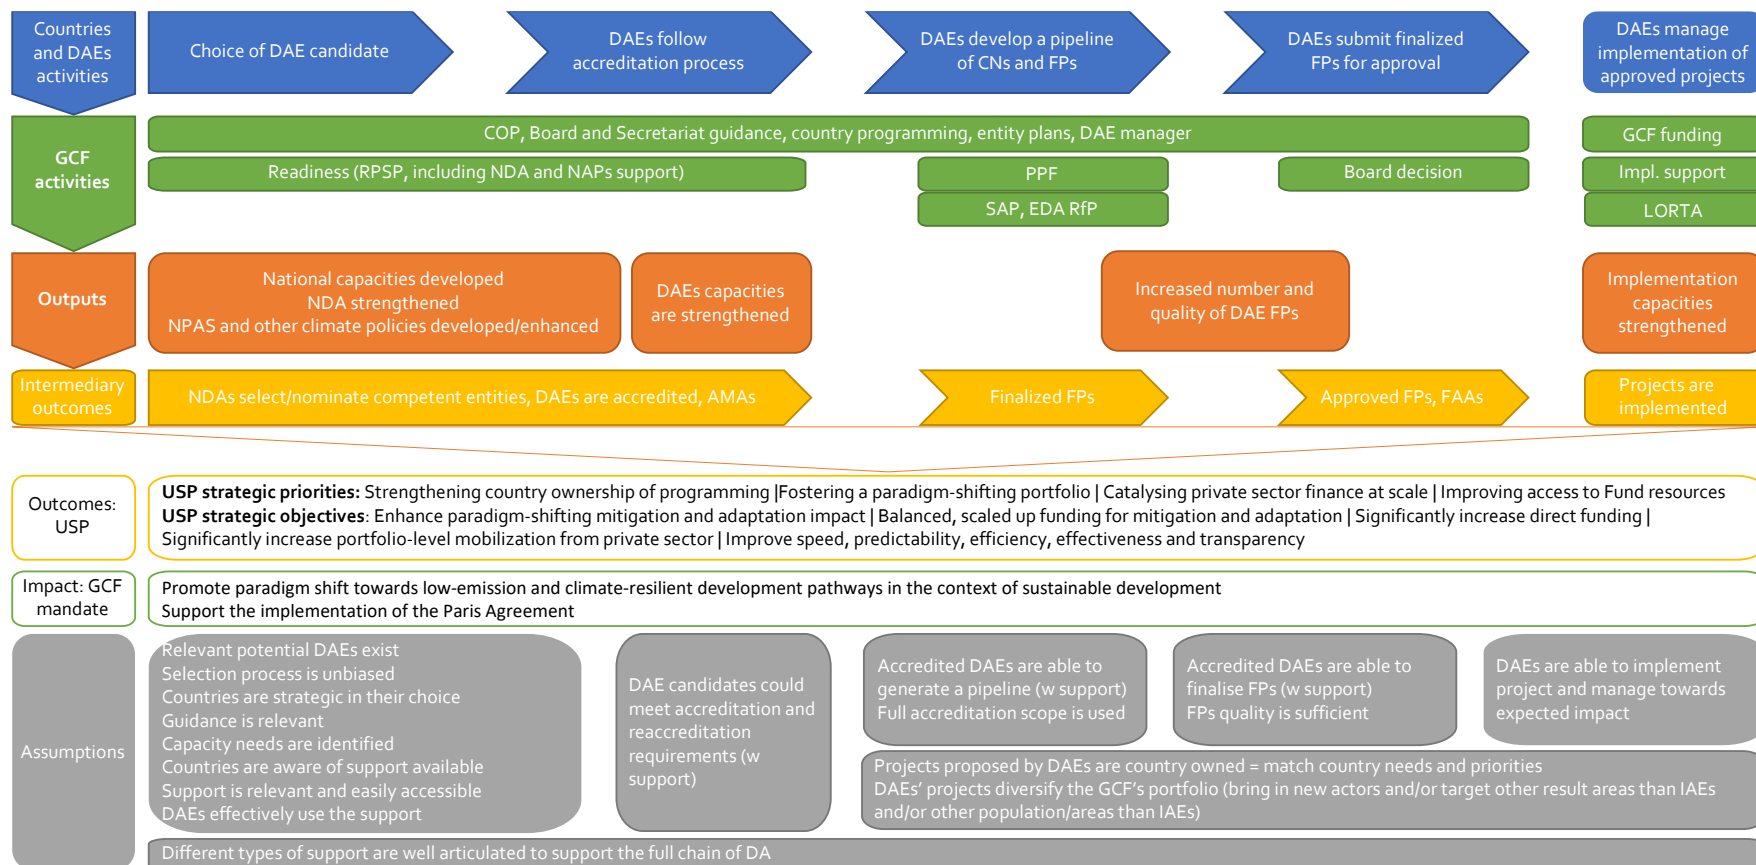 Countries
and DAEs
activities
Choice of DAE candidate
DAEs follow
accreditation process
DAEs develop a pipeline
of CNs and FPs
DAEs submit finalized
FPs for approval
DAEs manage
implementation of
approved projects
GCF
activities
COP, Board and Secretariat guidance, country programming, entity plans, DAE manager
GCF funding
Readiness (RPSP, including NDA and NAPs support)
PPF
Board decision
Impl. support
SAP, EDA RfP
LORTA
Outputs
National capacities developed
NDA strengthened
NPAS and other climate policies developed/enhanced
DAEs capacities
are strengthened
Increased number and
quality of DAE FPs
Implementation
capacities
strengthened
Intermediary
outcomes
NDAs select/nominate competent entities, DAEs are accredited, AMAs
Finalized FPs
Approved FPs, FAAs
Projects are
implemented
Outcomes:
USP
USP strategic priorities: Strengthening country ownership of programming |Fostering a paradigm-shifting portfolio | Catalysing private sector finance at scale | Improving access to Fund resources
USP strategic objectives: Enhance paradigm-shifting mitigation and adaptation impact | Balanced, scaled up funding for mitigation and adaptation | Significantly increase direct funding |
Significantly increase portfolio-level mobilization from private sector | Improve speed, predictability, efficiency, effectiveness and transparency
Impact: GCF
mandate
Promote paradigm shift towards low-emission and climate-resilient development pathways in the context of sustainable development
Support the implementation of the Paris Agreement
Assumptions
Relevant potential DAEs exist
Selection process is unbiased
Countries are strategic in their choice
Guidance is relevant
Capacity needs are identified
Countries are aware of support available
Support is relevant and easily accessible
DAEs effectively use the support
DAE candidates could
meet accreditation and
reaccreditation
requirements (w
support)
Accredited DAEs are able to
generate a pipeline (w support)
Full accreditation scope is used
Accredited DAEs are able to
finalise FPs (w support)
FPs quality is sufficient
DAEs are able to implement
project and manage towards
expected impact
Projects proposed by DAEs are country owned = match country needs and priorities
DAEs' projects diversify the GCF's portfolio (bring in new actors and/or target other result areas than IAEs
and/or other population/areas than IAEs)
Different types of support are well articulated to support the full chain of DA